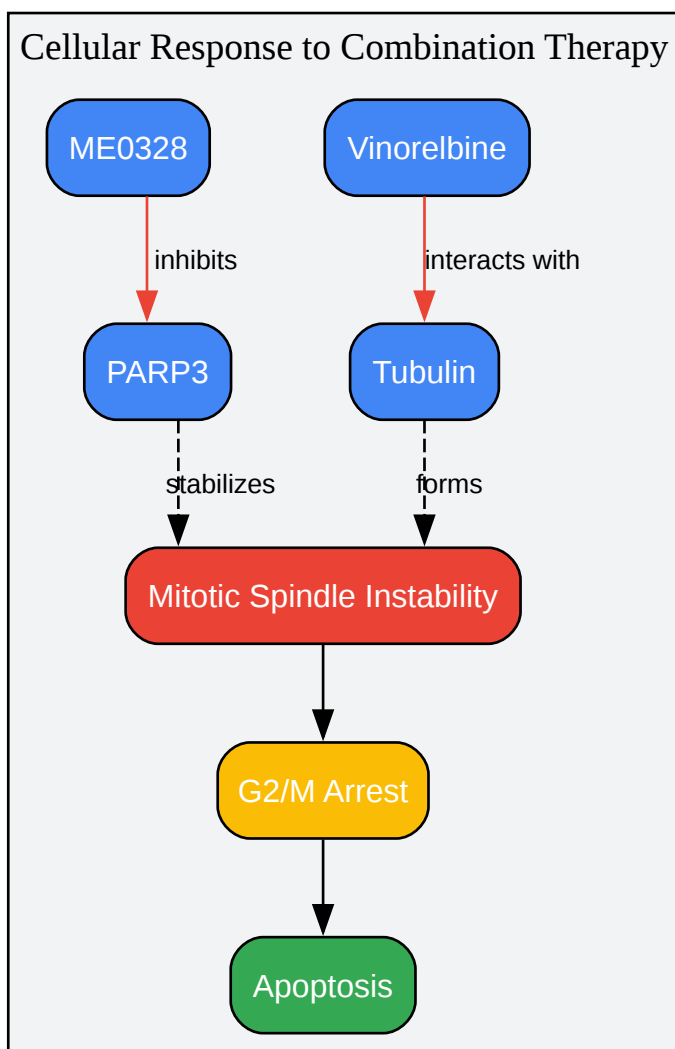 Cellular Response to Combination Therapy
ME0328
Vinorelbine
inhibits
interacts with
PARP3
Tubulin
stabilizes
forms
Mitotic Spindle Instability
G2/M Arrest
Apoptosis